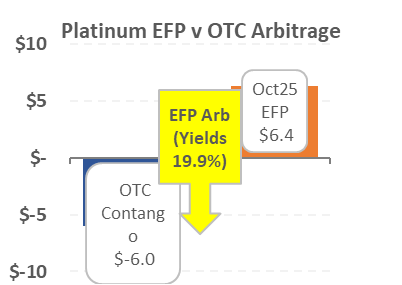 Platinum EFP v OTC Arbitrage
$10
$5
$-
$-5
$-10
OTC
Contang
o
$-6.0
EFP Arb
(Yields
19.9%)
Oct25
EFP
$6.4